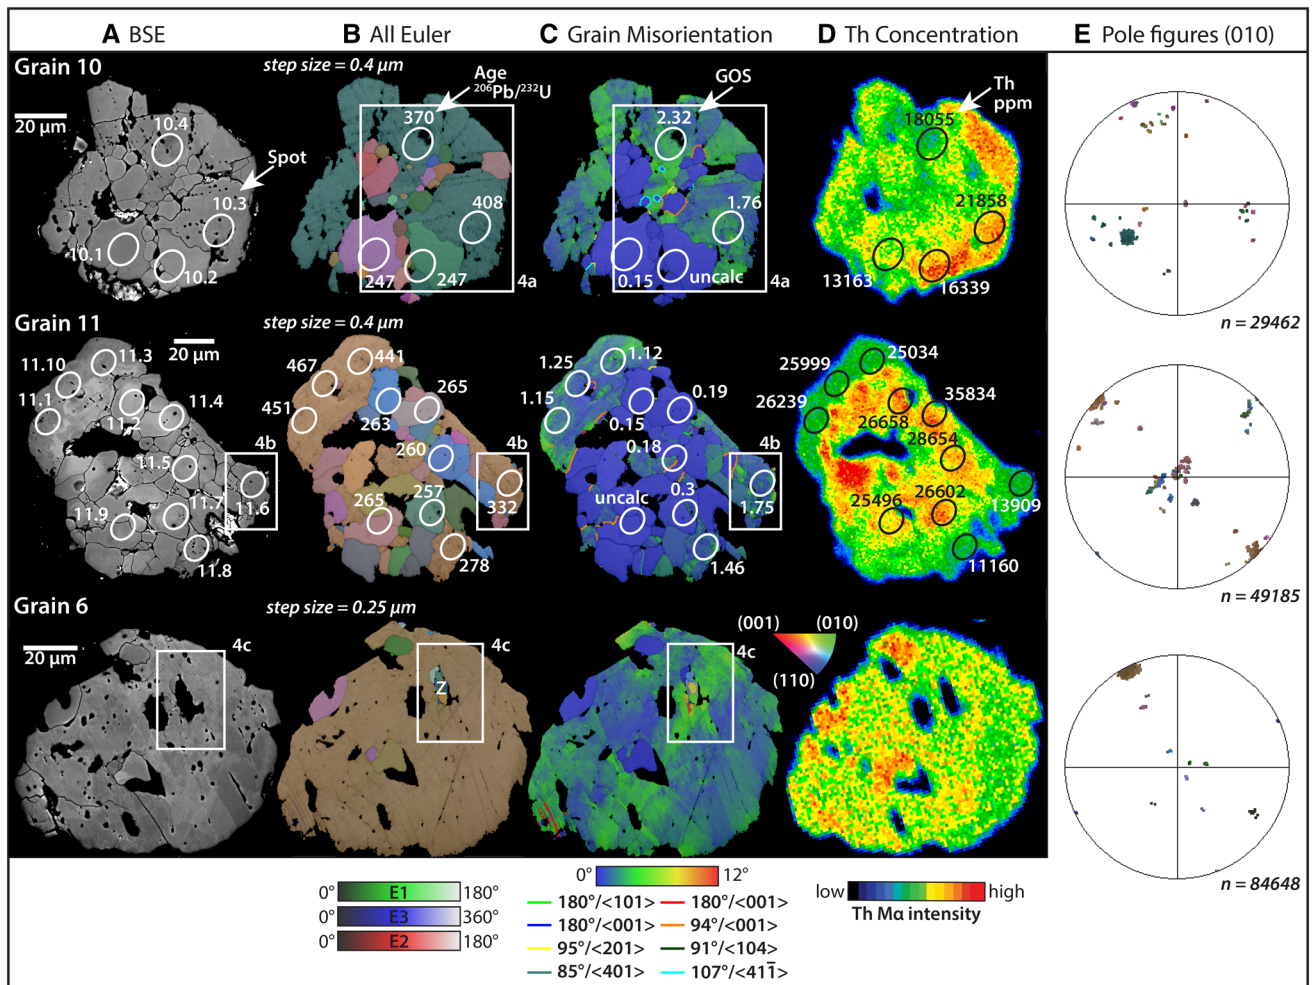 A BSE
B All Euler
C Grain Misorientation
D Th Concentration
E Pole figures (010)
Grain 10
20 µm
10.4
Spot
10.3
10.1
10.2
step size = 0.4 µm
Age
206Pb/232U
370
408
247
247
4a
GOS
2.32
1.76
0.15
uncalc
4a
Th
ppm
18055
21858
13163
16339
n = 29462
Grain 11
20 µm
11.10
11.3
11.1
11.2
11.4
4b
11.5
11.7
11.6
11.9
11.8
step size = 0.4 µm
467
441
265
451
263
4b
260
265
257
332
278
1.25
1.12
1.15
0.19
0.15
4b
0.18
uncalc
0.3
1.75
1.46
25999
25034
26239
35834
26658
28654
25496
26602
13909
11160
n = 49185
Grain 6
20 µm
4c
step size = 0.25 µm
4c
Z
4c
(001)
(010)
(110)
n = 84648
0° E1 180°
0° E3 360°
0° E2 180°
0° 12°
180°/<101> 180°/<001>
180°/<001> 94°/<001>
95°/<201> 91°/<104>
85°/<401> 107°/<411̅>
low high
Th Mα intensity